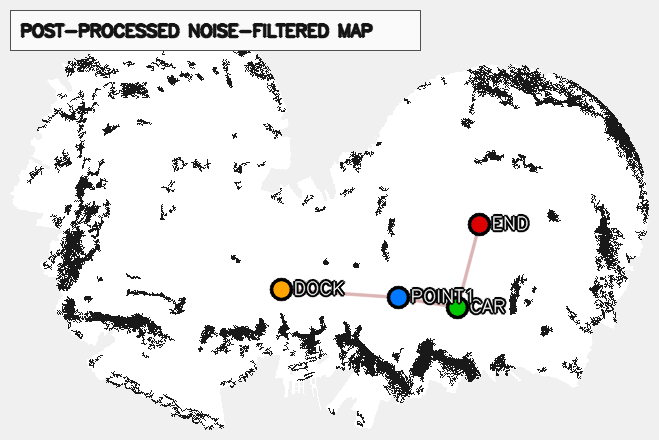 POST-PROCESSED NOISE-FILTERED MAP
END
DOCK
POINT1
CAR